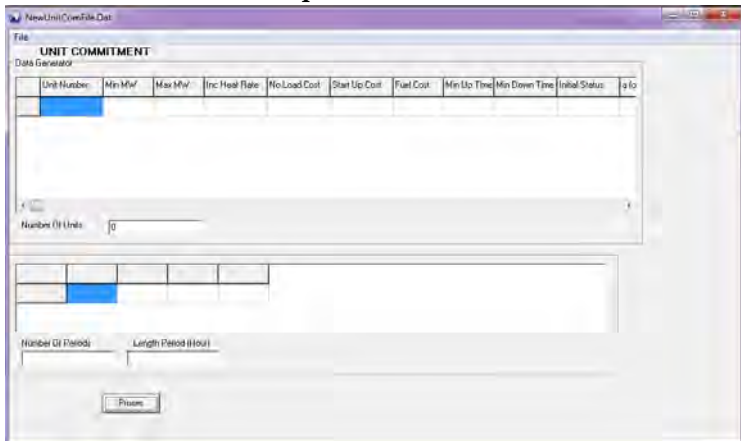 NewUnitComFile.Dat
File
UNIT COMMITMENT
Data Generator
Unit Number Min MW Max MW Inc Heat Rate No Load Cost Start Up Cost Fuel Cost Min Up Time Min Down Time Initial Status
Number Of Units 0
Number Of Periods Length Period (Hour)
Proses